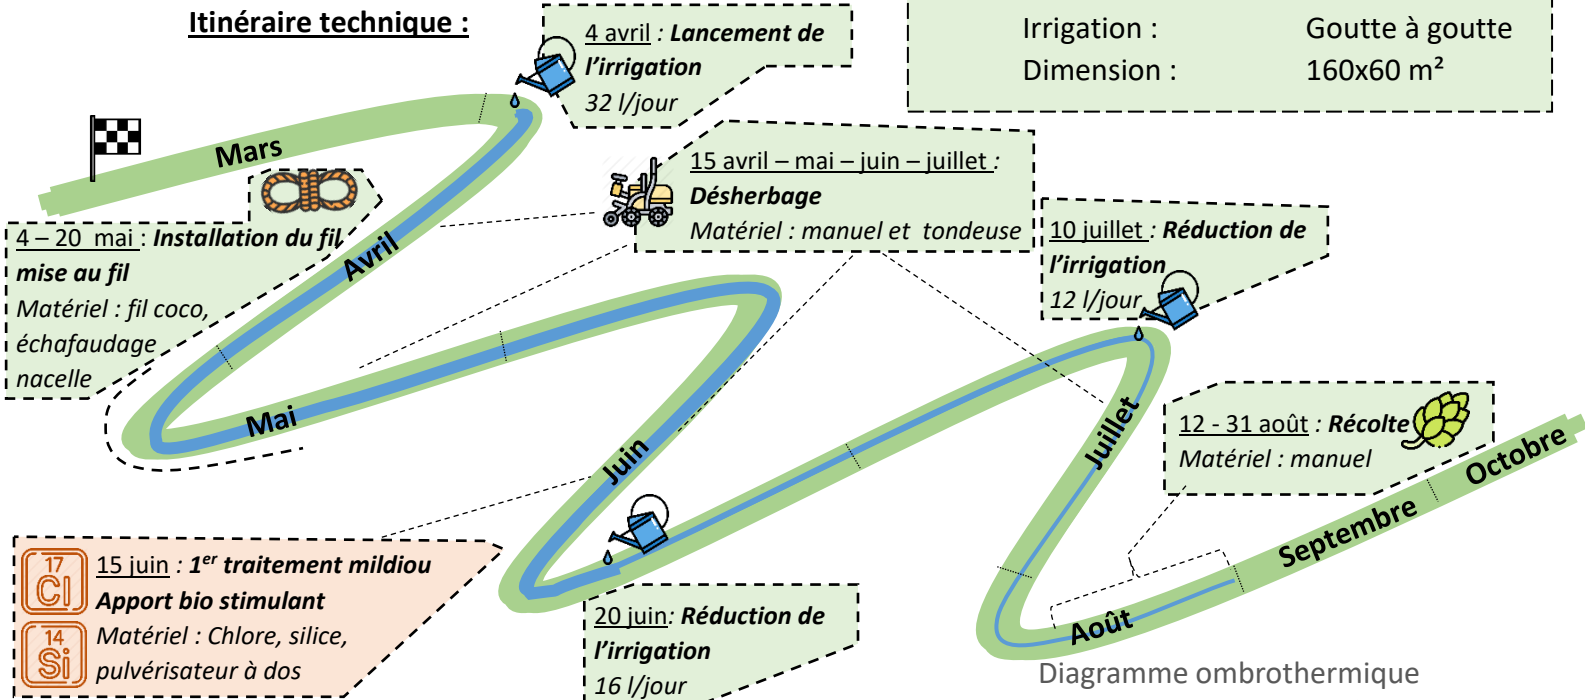 Itinéraire technique :
4 avril : Lancement de
l’irrigation
32 l/jour
Irrigation : Goutte à goutte
Dimension : 160x60 m²
Mars
15 avril – mai – juin – juillet :
Désherbage
Matériel : manuel et tondeuse
4 – 20 mai : Installation du fil
mise au fil
Matériel : fil coco,
échafaudage
nacelle
Avril
10 juillet : Réduction de
l’irrigation
12 l/jour
Mai
Juin
Juillet
12 - 31 août : Récolte
Matériel : manuel
Octobre
Septembre
Août
17
Cl
14
Si
15 juin : 1er traitement mildiou
Apport bio stimulant
Matériel : Chlore, silice,
pulvérisateur à dos
20 juin: Réduction de
l’irrigation
16 l/jour
Diagramme ombrothermique